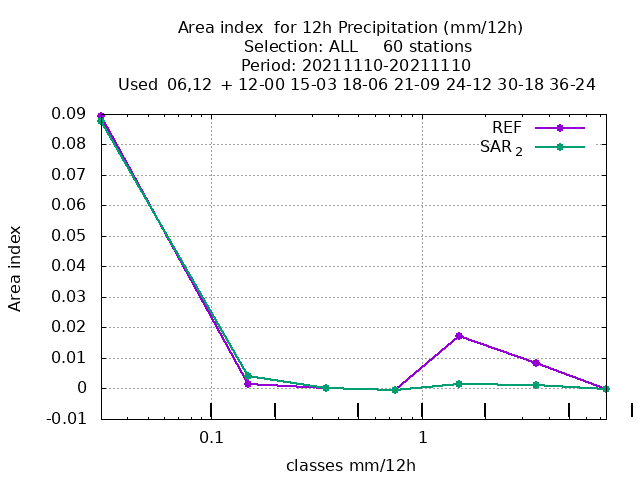 Area index  for 12h Precipitation (mm/12h)
Selection: ALL     60 stations
Period: 20211110-20211110
Used  06,12  + 12-00 15-03 18-06 21-09 24-12 30-18 36-24
REF
SAR 2
0.09
0.08
0.07
0.06
0.05
0.04
0.03
0.02
0.01
0
-0.01
Area index
0.1 1
classes mm/12h